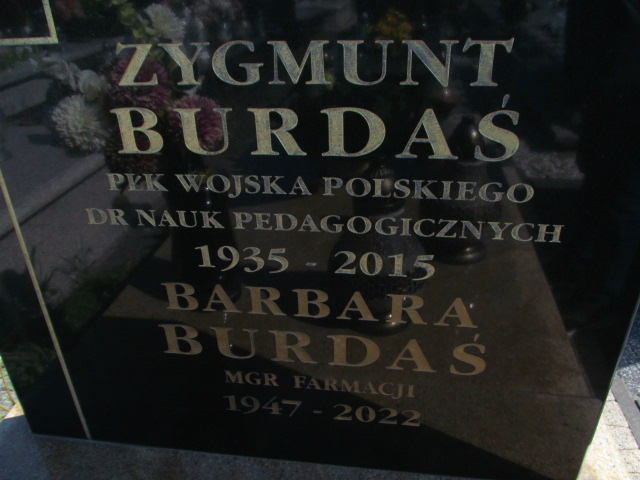 ZYGMUNT
BURDAŚ
PŁK WOJSKA POLSKIEGO
DR NAUK PEDAGOGICZNYCH
1935 - 2015
BARBARA
BURDAŚ
MGR FARMACJI
1947 - 2022